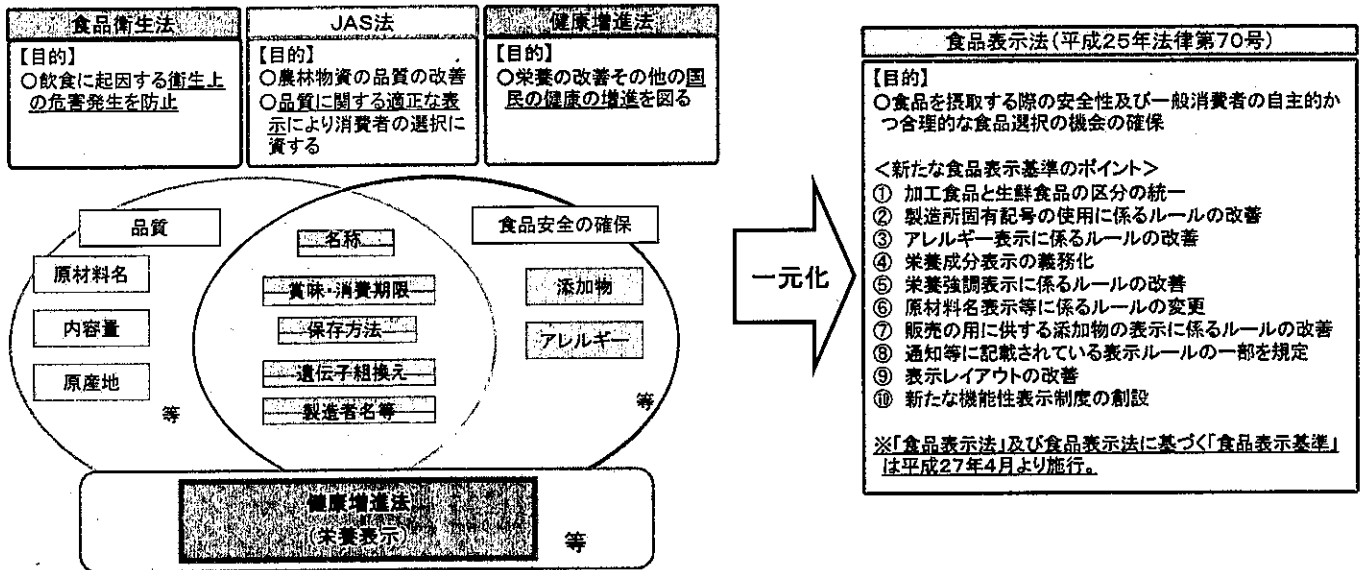 食品衛生法
【目的】
○飲食に起因する衛生上
の危害発生を防止
JAS法
【目的】
○農林物資の品質の改善
○品質に関する適正な表
示により消費者の選択に
資する
健康増進法
【目的】
○栄養の改善その他の国
民の健康の増進を図る
品質
原材料名
内容量
原産地
等
名称
賞味・消費期限
保存方法
遺伝子組換え
製造者名等
食品安全の確保
添加物
アレルギー
等
健康増進法
(栄養表示)
等
一元化
食品表示法(平成25年法律第70号)
【目的】
○食品を摂取する際の安全性及び一般消費者の自主的か
つ合理的な食品選択の機会の確保
<新たな食品表示基準のポイント>
① 加工食品と生鮮食品の区分の統一
② 製造所固有記号の使用に係るルールの改善
③ アレルギー表示に係るルールの改善
④ 栄養成分表示の義務化
⑤ 栄養強調表示に係るルールの改善
⑥ 原材料名表示等に係るルールの変更
⑦ 販売の用に供する添加物の表示に係るルールの改善
⑧ 通知等に記載されている表示ルールの一部を規定
⑨ 表示レイアウトの改善
⑩ 新たな機能性表示制度の創設
※「食品表示法」及び食品表示法に基づく「食品表示基準」
は平成27年4月より施行。